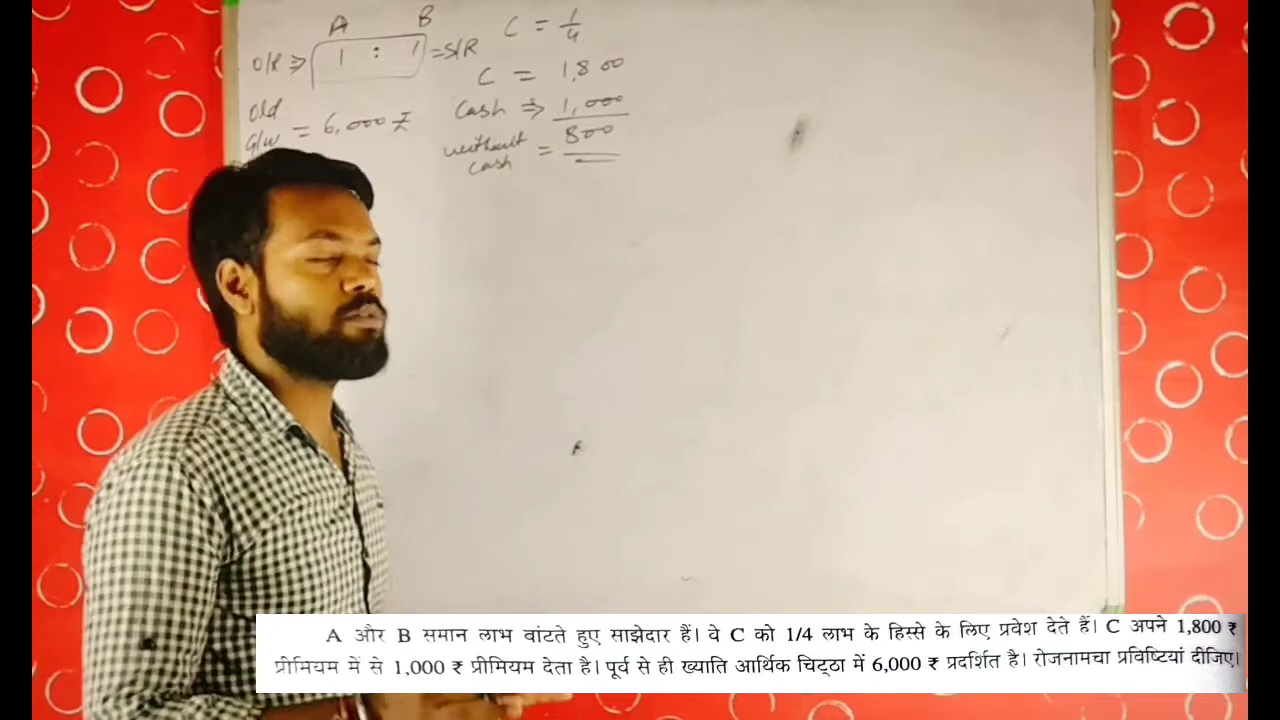 A B
O/R ⇒ 1 : 1 = S/R
Old
G/w = 6,000 ₹
C = 1/4
C = 1,800
Cash ⇒ 1,000
without
cash = 800
A और B समान लाभ बांटते हुए साझेदार हैं। वे C को 1/4 लाभ के हिस्से के लिए प्रवेश देते हैं। C अपने 1,800 ₹
प्रीमियम में से 1,000 ₹ प्रीमियम देता है। पूर्व से ही ख्याति आर्थिक चिट्ठा में 6,000 ₹ प्रदर्शित है। रोजनामचा प्रविष्टियां दीजिए।